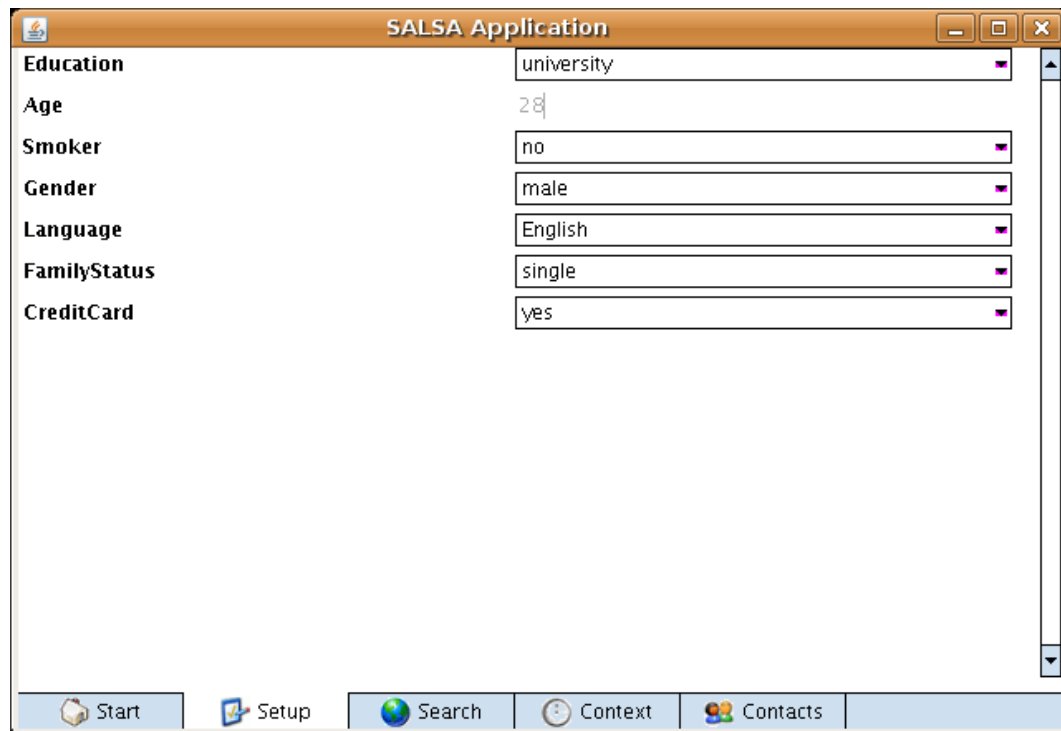 SALSA Application
Education university
Age 28
Smoker no
Gender male
Language English
FamilyStatus single
CreditCard yes
Start Setup Search Context Contacts